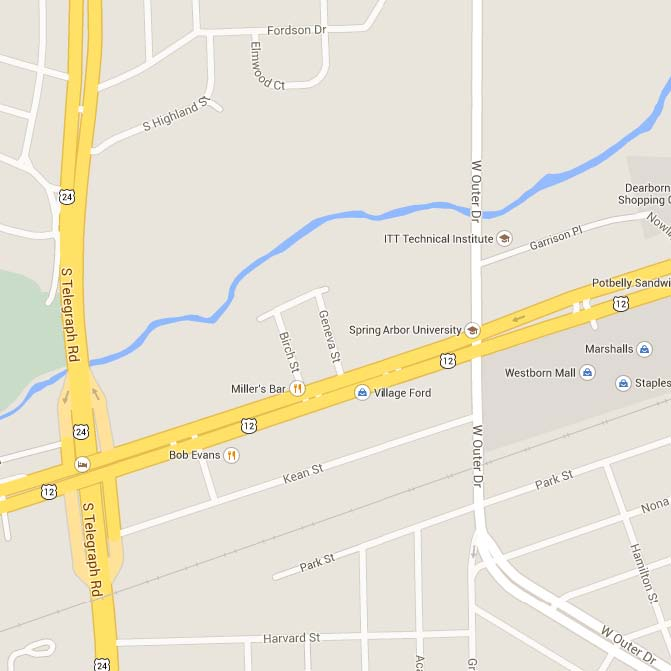 Fordson Dr
Elmwood Ct
S Highland St
W Outer Dr
24
Dearborn
Shopping
ITT Technical Institute
Garrison Pl
S Telegraph Rd
Potbelly Sandwi
12
Geneva St
Birch St
Spring Arbor University
12
Marshalls
Westborn Mall
Staples
Miller's Bar
Village Ford
12
24
Bob Evans
W Outer Dr
Kean St
12
Park St
Nona
S Telegraph Rd
Park St
Hamilton St
Harvard St
W Outer Dr
24